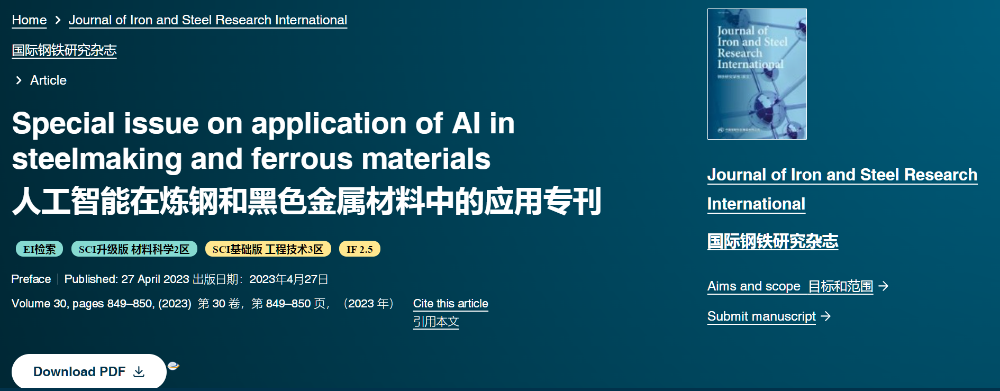 Home > Journal of Iron and Steel Research International
国际钢铁研究杂志
> Article
Special issue on application of AI in
steelmaking and ferrous materials
人工智能在炼钢和黑色金属材料中的应用专刊
EI检索 SCI升级版 材料科学2区 SCI基础版 工程技术3区 IF 2.5
Preface | Published: 27 April 2023 出版日期：2023年4月27日
Volume 30, pages 849–850, (2023) 第 30 卷，第 849–850 页，（2023 年） Cite this article
引用本文
Download PDF
Journal of
Iron and Steel
Research
International
钢铁研究学报(英文)
Journal of Iron and Steel Research
International
国际钢铁研究杂志
Aims and scope 目标和范围 →
Submit manuscript →